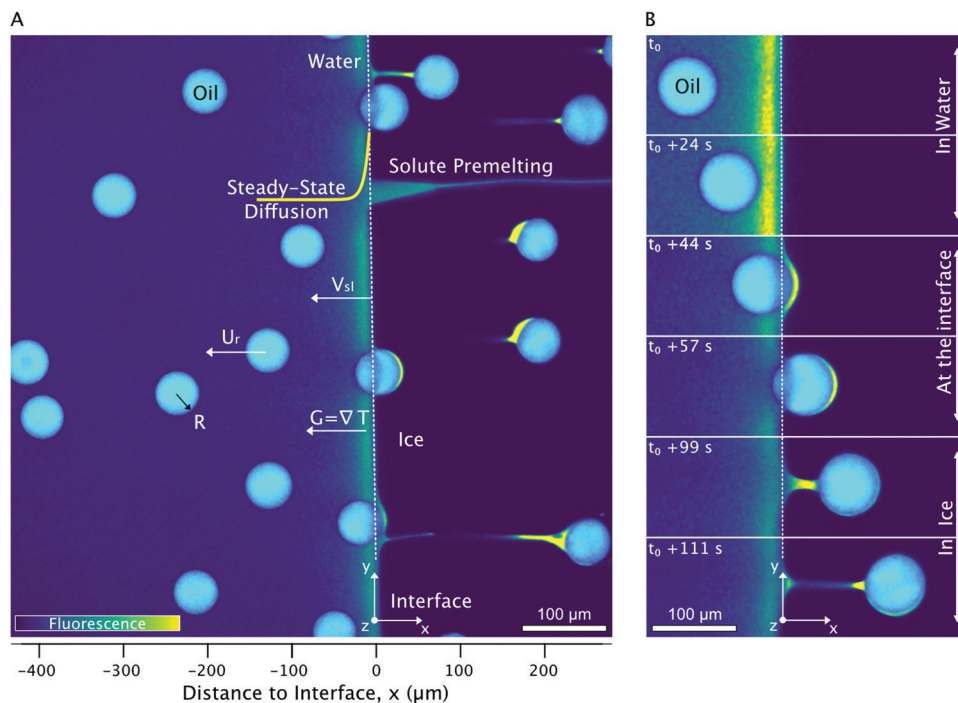 A
Water
Oil
Solute Premelting
Steady-State
Diffusion
Vsl
Ur
R
G=∇T
Ice
y
Interface
z
x
Fluorescence
100 μm
−400
−300
−200
−100
0
100
200
Distance to Interface, x (μm)
B
t₀
Oil
t₀ +24 s
In Water
t₀ +44 s
t₀ +57 s
At the interface
t₀ +99 s
t₀ +111 s
In Ice
y
100 μm
z
x